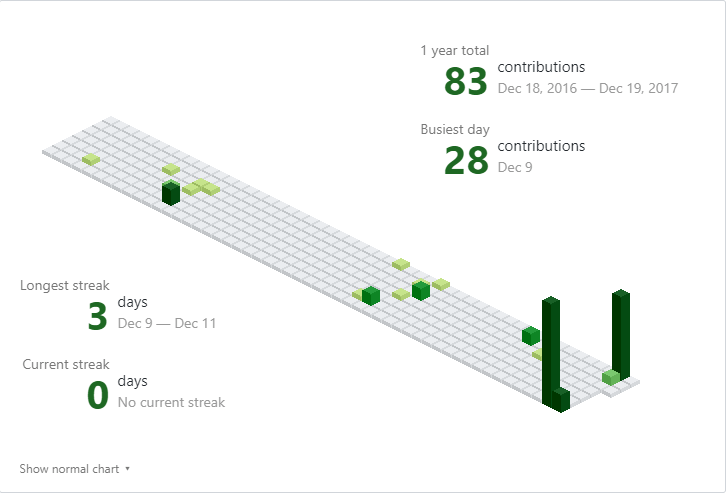 1 year total
83 contributions
Dec 18, 2016 — Dec 19, 2017
Busiest day
28 contributions
Dec 9
Longest streak
3 days
Dec 9 — Dec 11
Current streak
0 days
No current streak
Show normal chart ▾